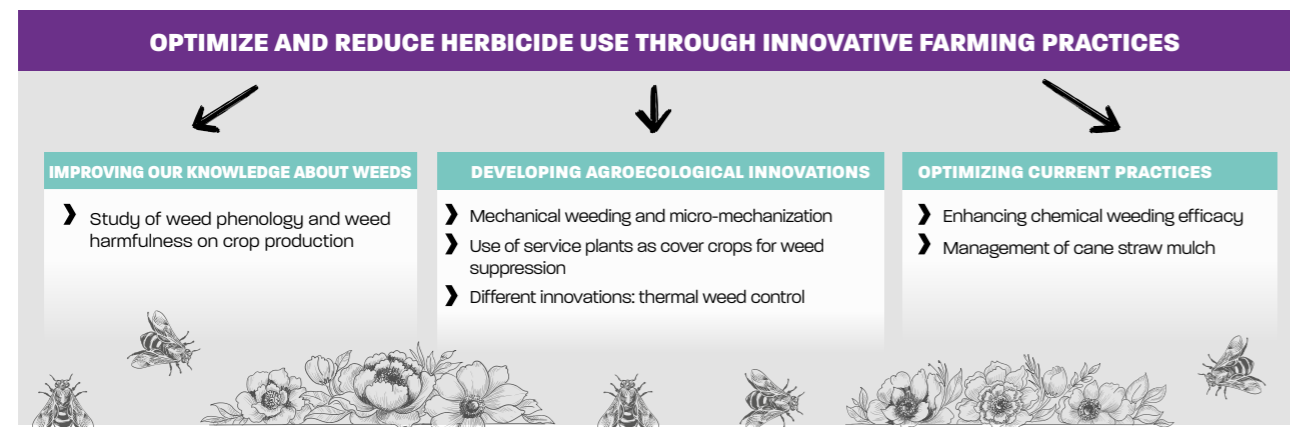 OPTIMIZE AND REDUCE HERBICIDE USE THROUGH INNOVATIVE FARMING PRACTICES
IMPROVING OUR KNOWLEDGE ABOUT WEEDS
Study of weed phenology and weed
harmfulness on crop production
DEVELOPING AGROECOLOGICAL INNOVATIONS
Mechanical weeding and micro-mechanization
Use of service plants as cover crops for weed
suppression
Different innovations: thermal weed control
OPTIMIZING CURRENT PRACTICES
Enhancing chemical weeding efficacy
Management of cane straw mulch